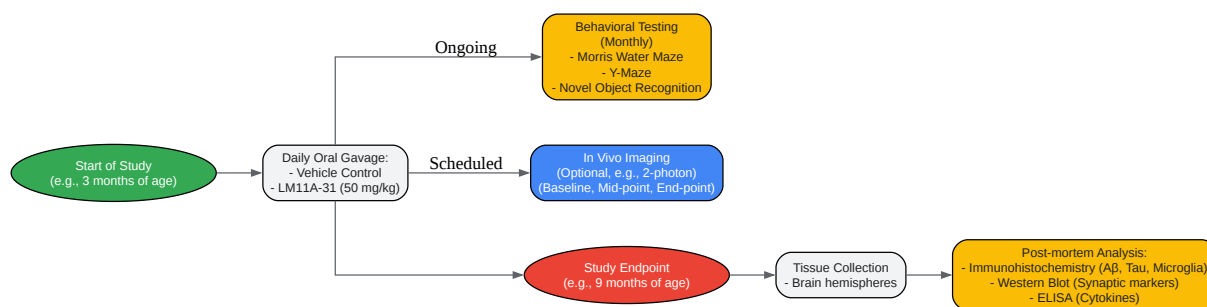 Start of Study
(e.g., 3 months of age)
Daily Oral Gavage:
- Vehicle Control
- LM11A-31 (50 mg/kg)
Ongoing
Behavioral Testing
(Monthly)
- Morris Water Maze
- Y-Maze
- Novel Object Recognition
Scheduled
In Vivo Imaging
(Optional, e.g., 2-photon)
(Baseline, Mid-point, End-point)
Study Endpoint
(e.g., 9 months of age)
Tissue Collection
- Brain hemispheres
Post-mortem Analysis:
- Immunohistochemistry (Aβ, Tau, Microglia)
- Western Blot (Synaptic markers)
- ELISA (Cytokines)